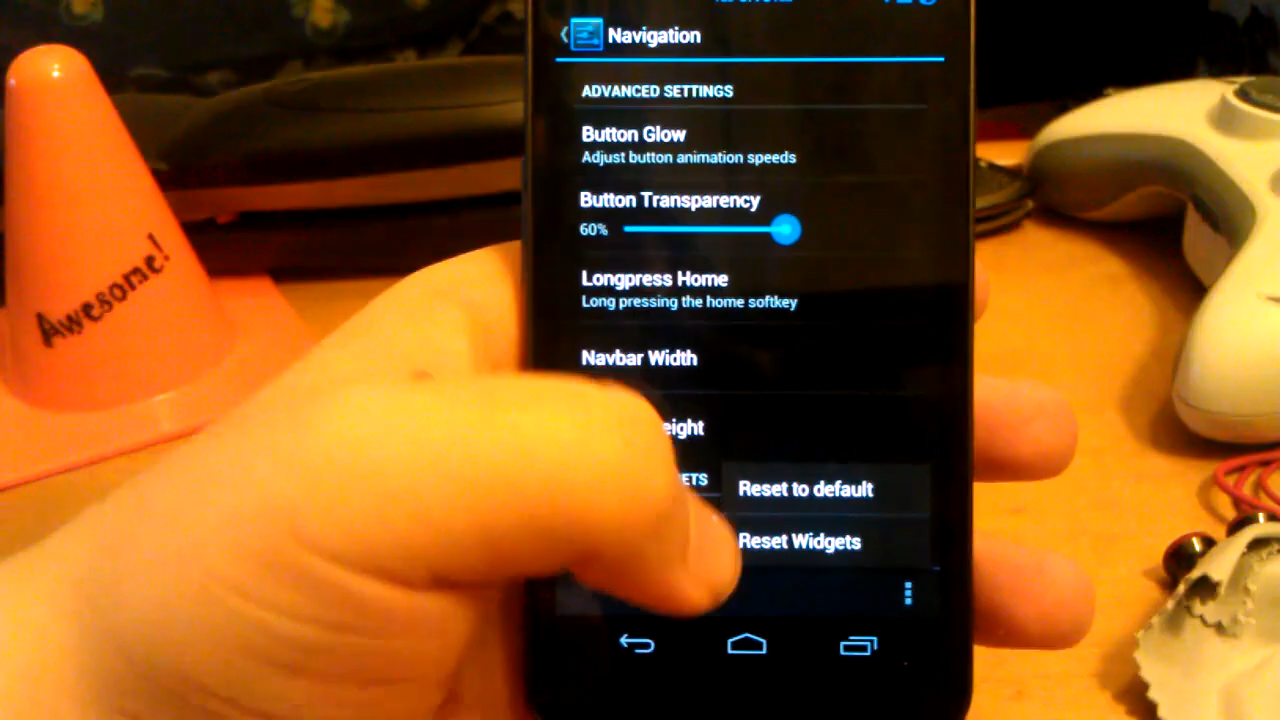 Navigation
ADVANCED SETTINGS
Button Glow
Adjust button animation speeds
Button Transparency
60%
Longpress Home
Long pressing the home softkey
Navbar Width
Reset to default
Reset Widgets
Awesome!